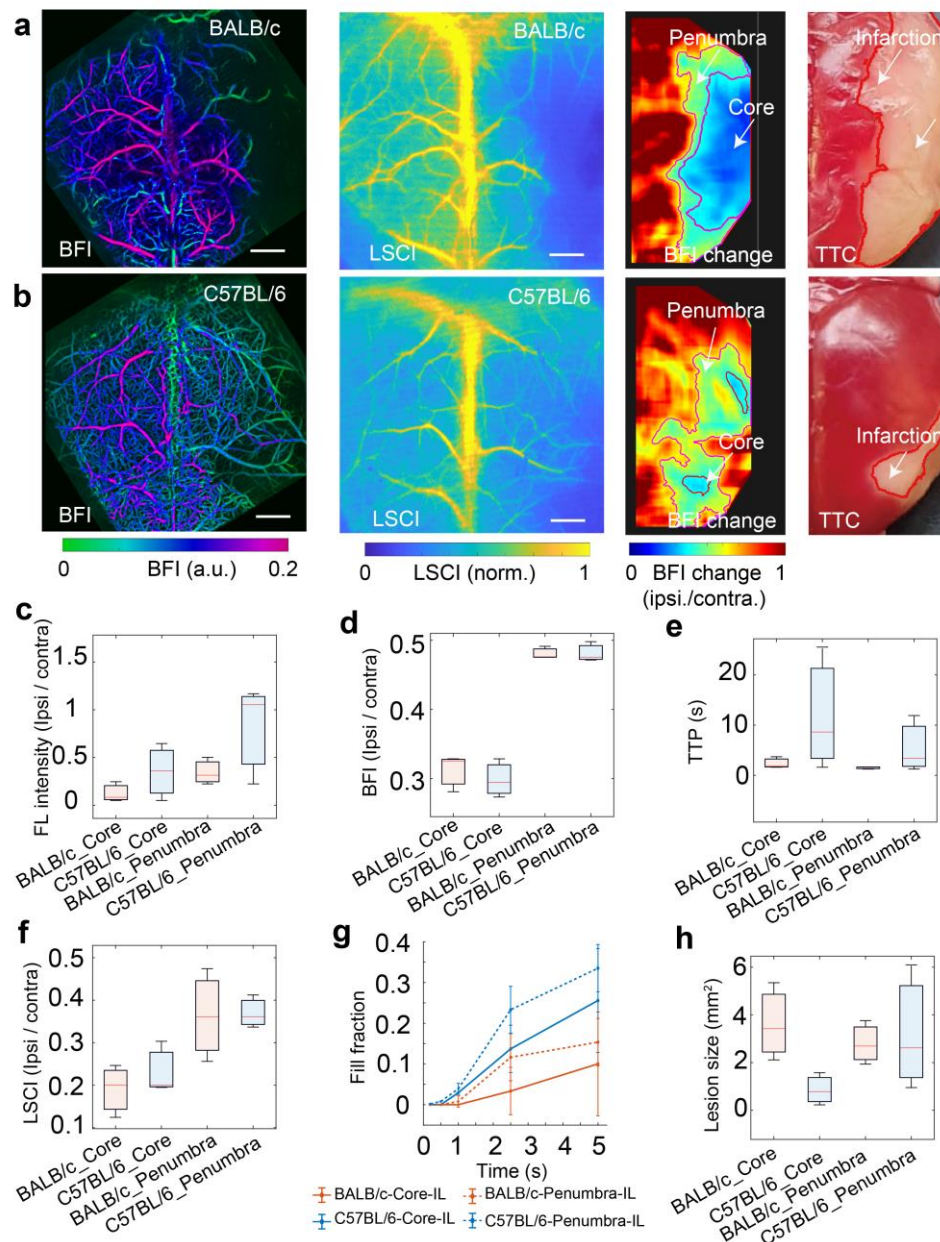 a
BALB/c
BFI
BALB/c
LSCI
Penumbra
Core
BFI change
Infarction
TTC
b
C57BL/6
BFI
C57BL/6
LSCI
Penumbra
Core
BFI change
Infarction
TTC
0 BFI (a.u.) 0.2
0 LSCI (norm.) 1
0 BFI change 1
(ipsi./contra.)
c
FL intensity (Ipsi / contra)
1.5
1
0.5
0
BALB/c_Core
C57BL/6_Core
BALB/c_Penumbra
C57BL/6_Penumbra
d
BFI (Ipsi / contra)
0.5
0.3
BALB/c_Core
C57BL/6_Core
BALB/c_Penumbra
C57BL/6_Penumbra
e
TTP (s)
20
10
0
BALB/c_Core
C57BL/6_Core
BALB/c_Penumbra
C57BL/6_Penumbra
f
LSCI (Ipsi / contra)
0.5
0.4
0.3
0.2
0.1
BALB/c_Core
C57BL/6_Core
BALB/c_Penumbra
C57BL/6_Penumbra
g
Fill fraction
0.4
0.3
0.2
0.1
0
0 1 2 3 4 5
Time (s)
BALB/c-Core-IL
BALB/c-Penumbra-IL
C57BL/6-Core-IL
C57BL/6-Penumbra-IL
h
Lesion size (mm²)
6
4
2
0
BALB/c_Core
C57BL/6_Core
BALB/c_Penumbra
C57BL/6_Penumbra